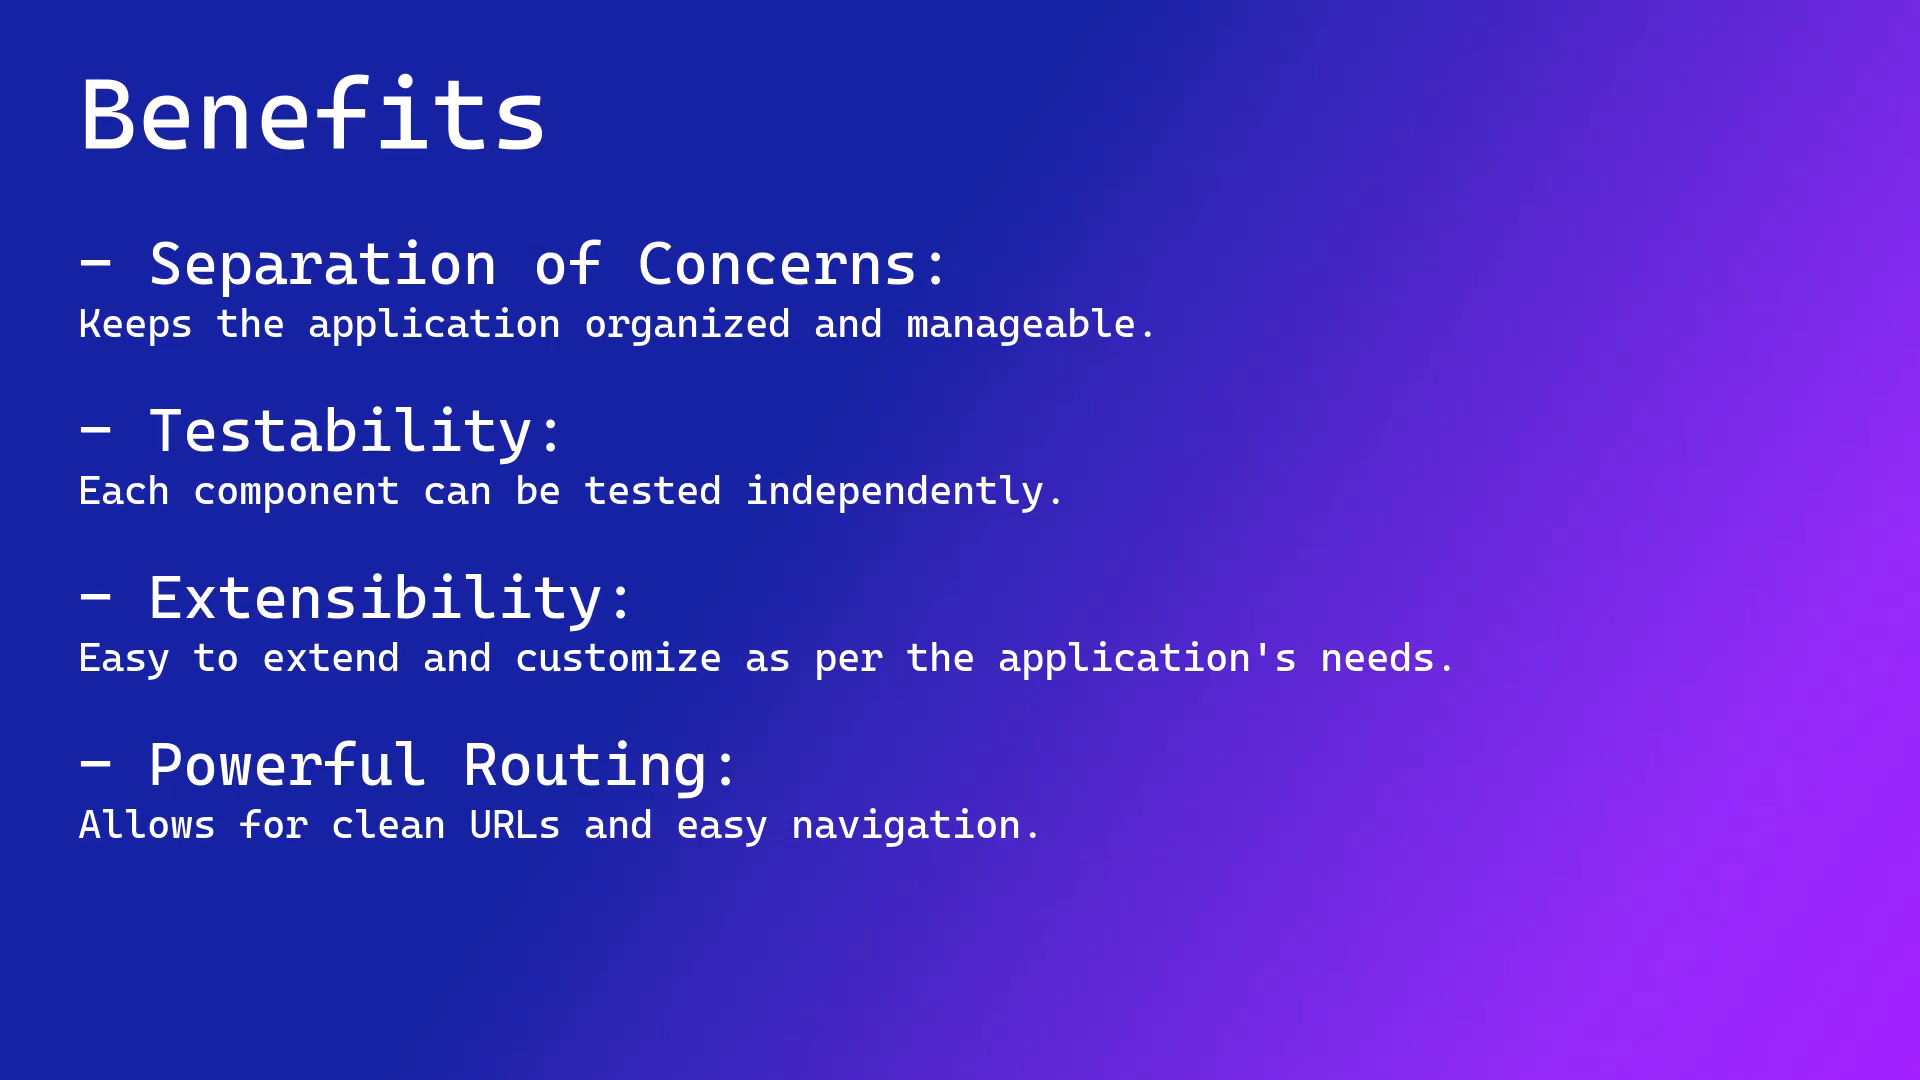 Benefits
- Separation of Concerns:
Keeps the application organized and manageable.
- Testability:
Each component can be tested independently.
- Extensibility:
Easy to extend and customize as per the application's needs.
- Powerful Routing:
Allows for clean URLs and easy navigation.